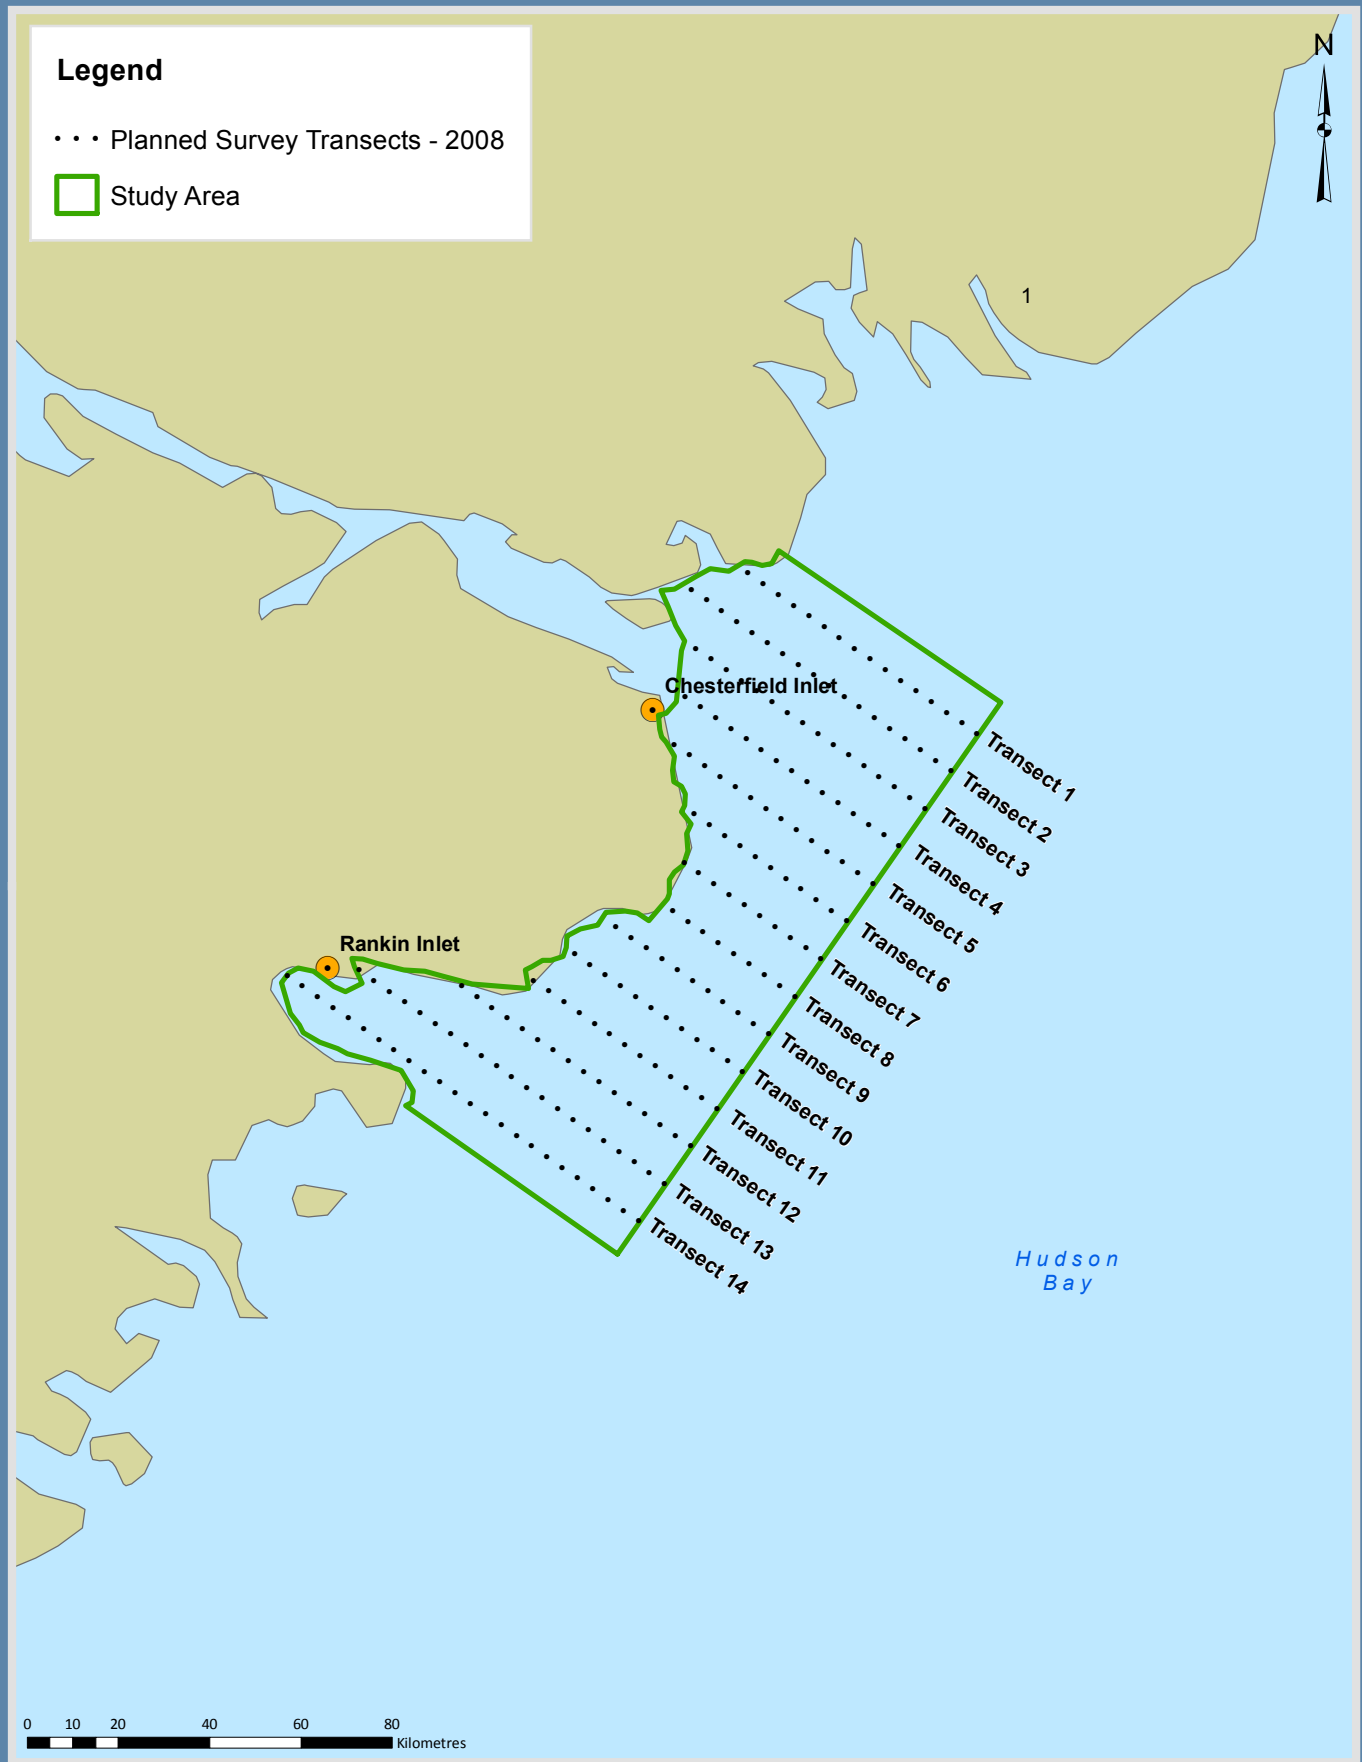 Legend
Planned Survey Transects - 2008
Study Area
N
1
Chesterfield Inlet
Transect 1
Transect 2
Transect 3
Transect 4
Transect 5
Transect 6
Transect 7
Transect 8
Transect 9
Transect 10
Transect 11
Transect 12
Transect 13
Transect 14
Rankin Inlet
Hudson
Bay
0 10 20 40 60 80
Kilometres